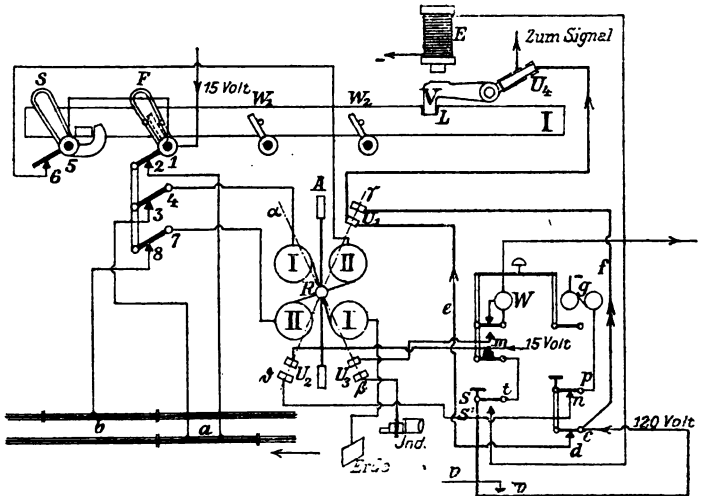 E
Zum Signal
S
F
15 Volt
W₁
W₂
V
U₄
L
I
5
1
6
2
4
3
7
8
A
α
γ
U₁
I
II
R
II
I
e
f
W
g
m
15 Volt
ϑ
U₂
U₃
β
S
t
p
S¹
n
120 Volt
c
d
b
a
Ind.
Erde
v
v